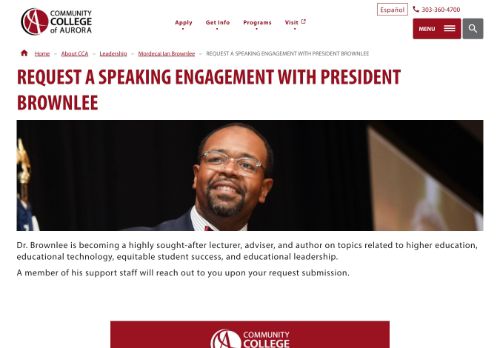 COMMUNITY
COLLEGE
of AURORA
Español
303-360-4700
Apply
Get Info
Programs
Visit
MENU
Home – About CCA – Leadership – Mordecai Ian Brownlee – REQUEST A SPEAKING ENGAGEMENT WITH PRESIDENT BROWNLEE
REQUEST A SPEAKING ENGAGEMENT WITH PRESIDENT
BROWNLEE
Dr. Brownlee is becoming a highly sought-after lecturer, adviser, and author on topics related to higher education,
educational technology, equitable student success, and educational leadership.
A member of his support staff will reach out to you upon your request submission.
COMMUNITY
COLLEGE